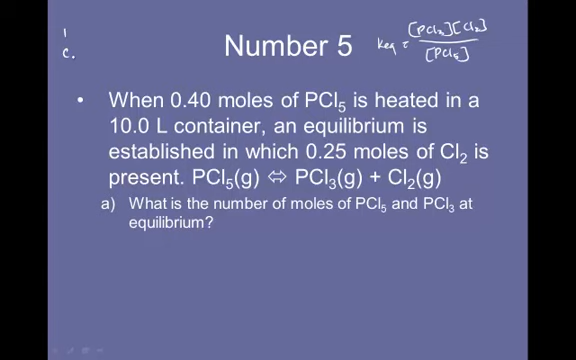 1
c.
Number 5
Keq = [PCl₃][Cl₂]
[PCl₅]
• When 0.40 moles of PCl₅ is heated in a
10.0 L container, an equilibrium is
established in which 0.25 moles of Cl₂ is
present. PCl₅(g) ⇔ PCl₃(g) + Cl₂(g)
a) What is the number of moles of PCl₅ and PCl₃ at
equilibrium?